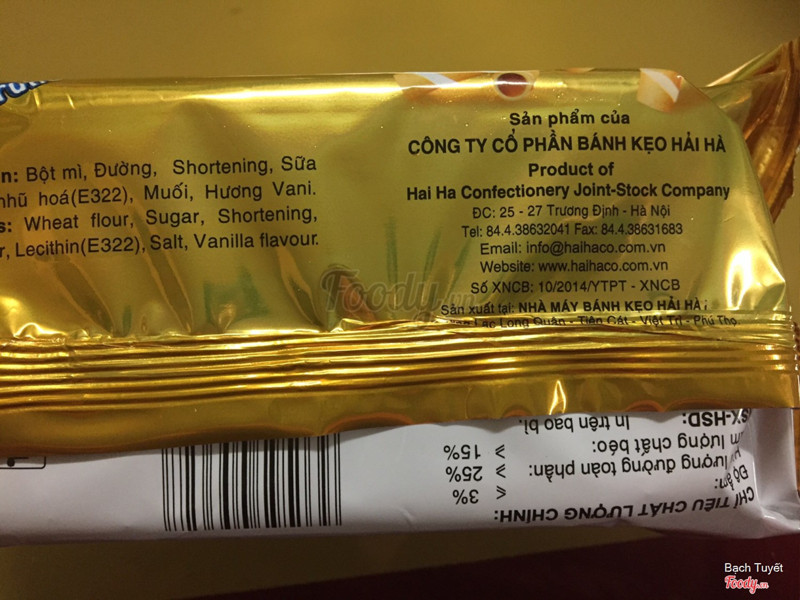 n: Bột mì, Đường, Shortening, Sữa
nhũ hoá(E322), Muối, Hương Vani.
s: Wheat flour, Sugar, Shortening,
r, Lecithin(E322), Salt, Vanilla flavour.
Sản phẩm của
CÔNG TY CỔ PHẦN BÁNH KẸO HẢI HÀ
Product of
Hai Ha Confectionery Joint-Stock Company
ĐC: 25 - 27 Trương Định - Hà Nội
Tel: 84.4.38632041 Fax: 84.4.38631683
Email: info@haihaco.com.vn
Website: www.haihaco.com.vn
Số XNCB: 10/2014/YTPT - XNCB
Sản xuất tại: NHÀ MÁY BÁNH KẸO HẢI HÀ ;
Lạc Long Quân - Tiên Cát - Việt Trì - Phú Thọ
Foody.vn
CHỈ TIÊU CHẤT LƯỢNG CHÍNH:
Độ ẩm: ≤ 3%
lượng đường toàn phần: ≥ 25%
lượng chất béo: ≥ 15%
SX-HSD: In trên bao bì.
Bạch Tuyết
Foody.vn